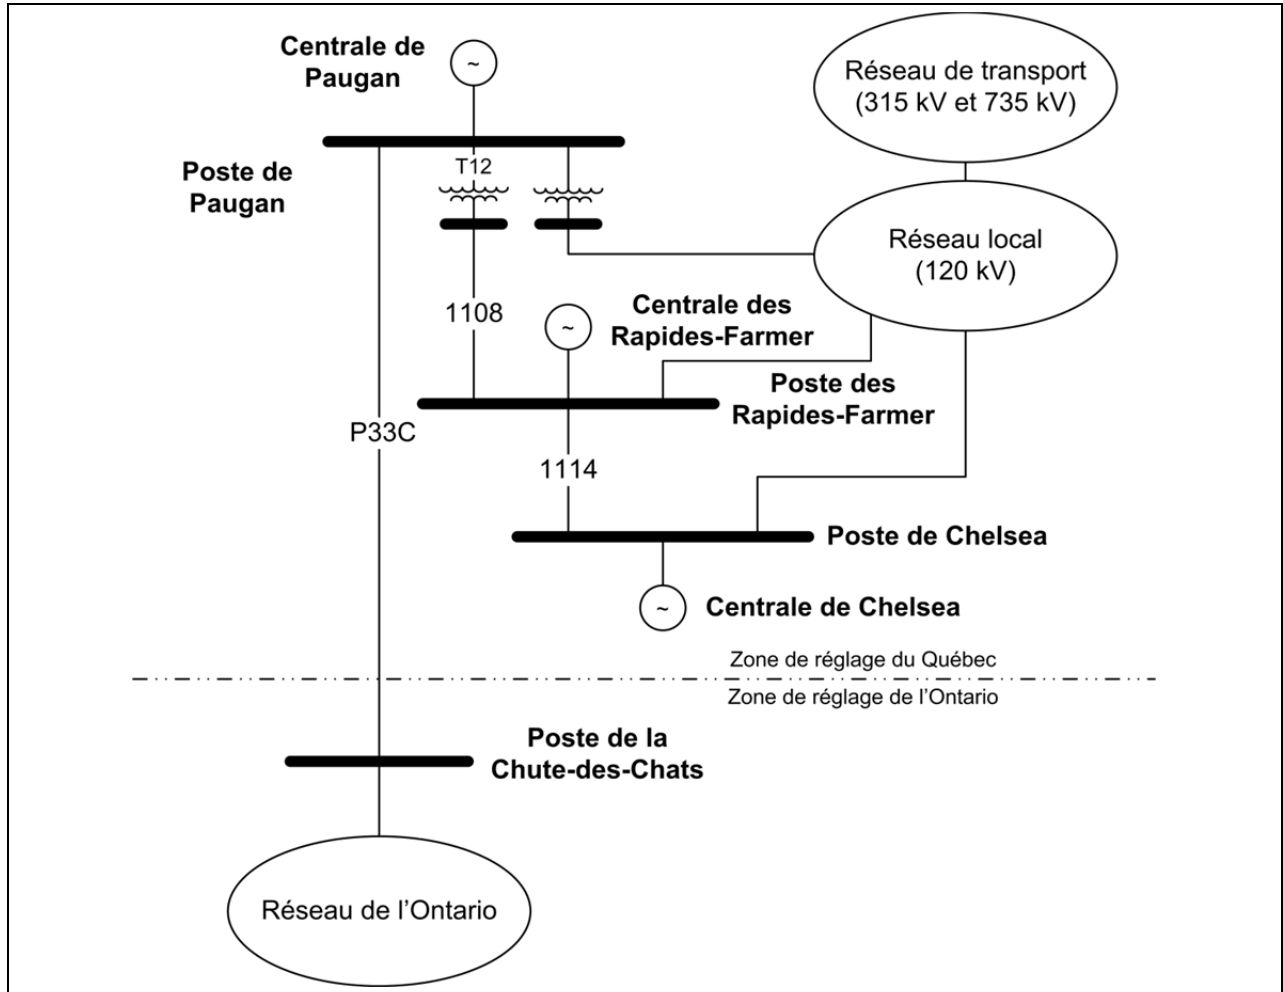 Centrale de
Paugan
~
Réseau de transport
(315 kV et 735 kV)
Poste de
Paugan
T12
Réseau local
(120 kV)
1108
Centrale des
Rapides-Farmer
~
Poste des
Rapides-Farmer
P33C
1114
Poste de Chelsea
~
Centrale de Chelsea
Zone de réglage du Québec
Zone de réglage de l'Ontario
Poste de la
Chute-des-Chats
Réseau de l'Ontario